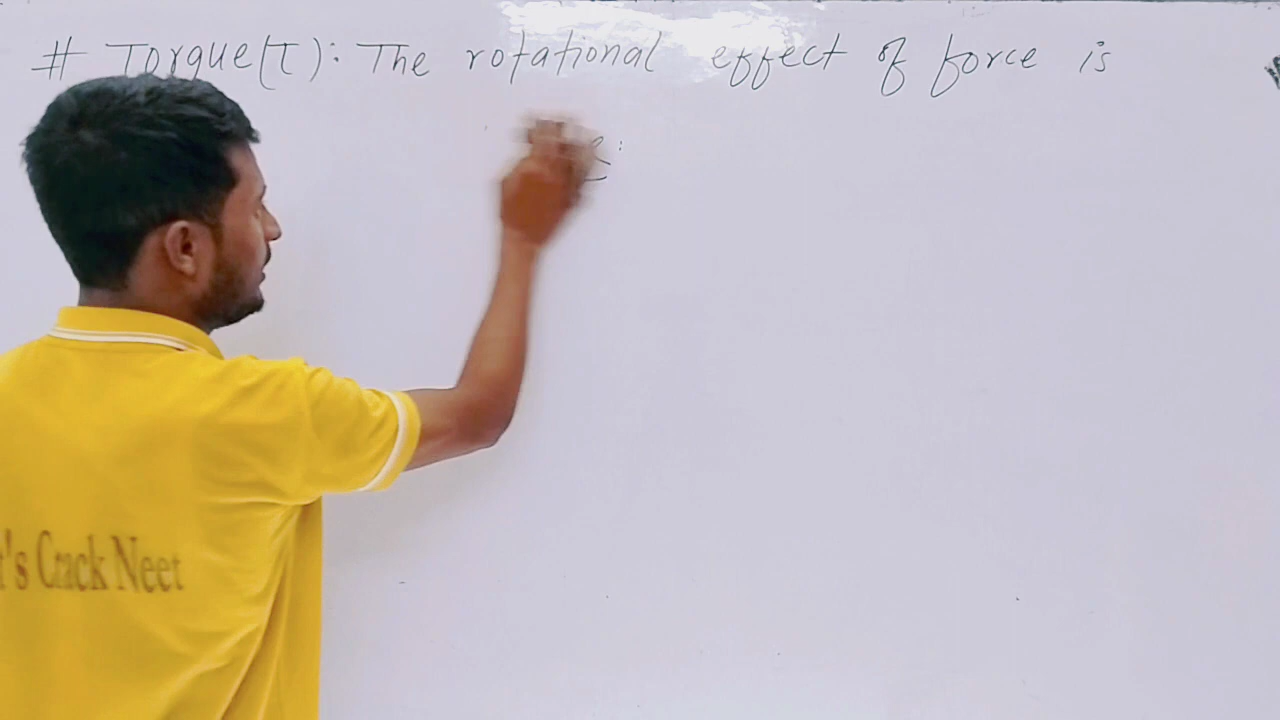 # Torque(τ): The rotational effect of force is
t's Crack Neet